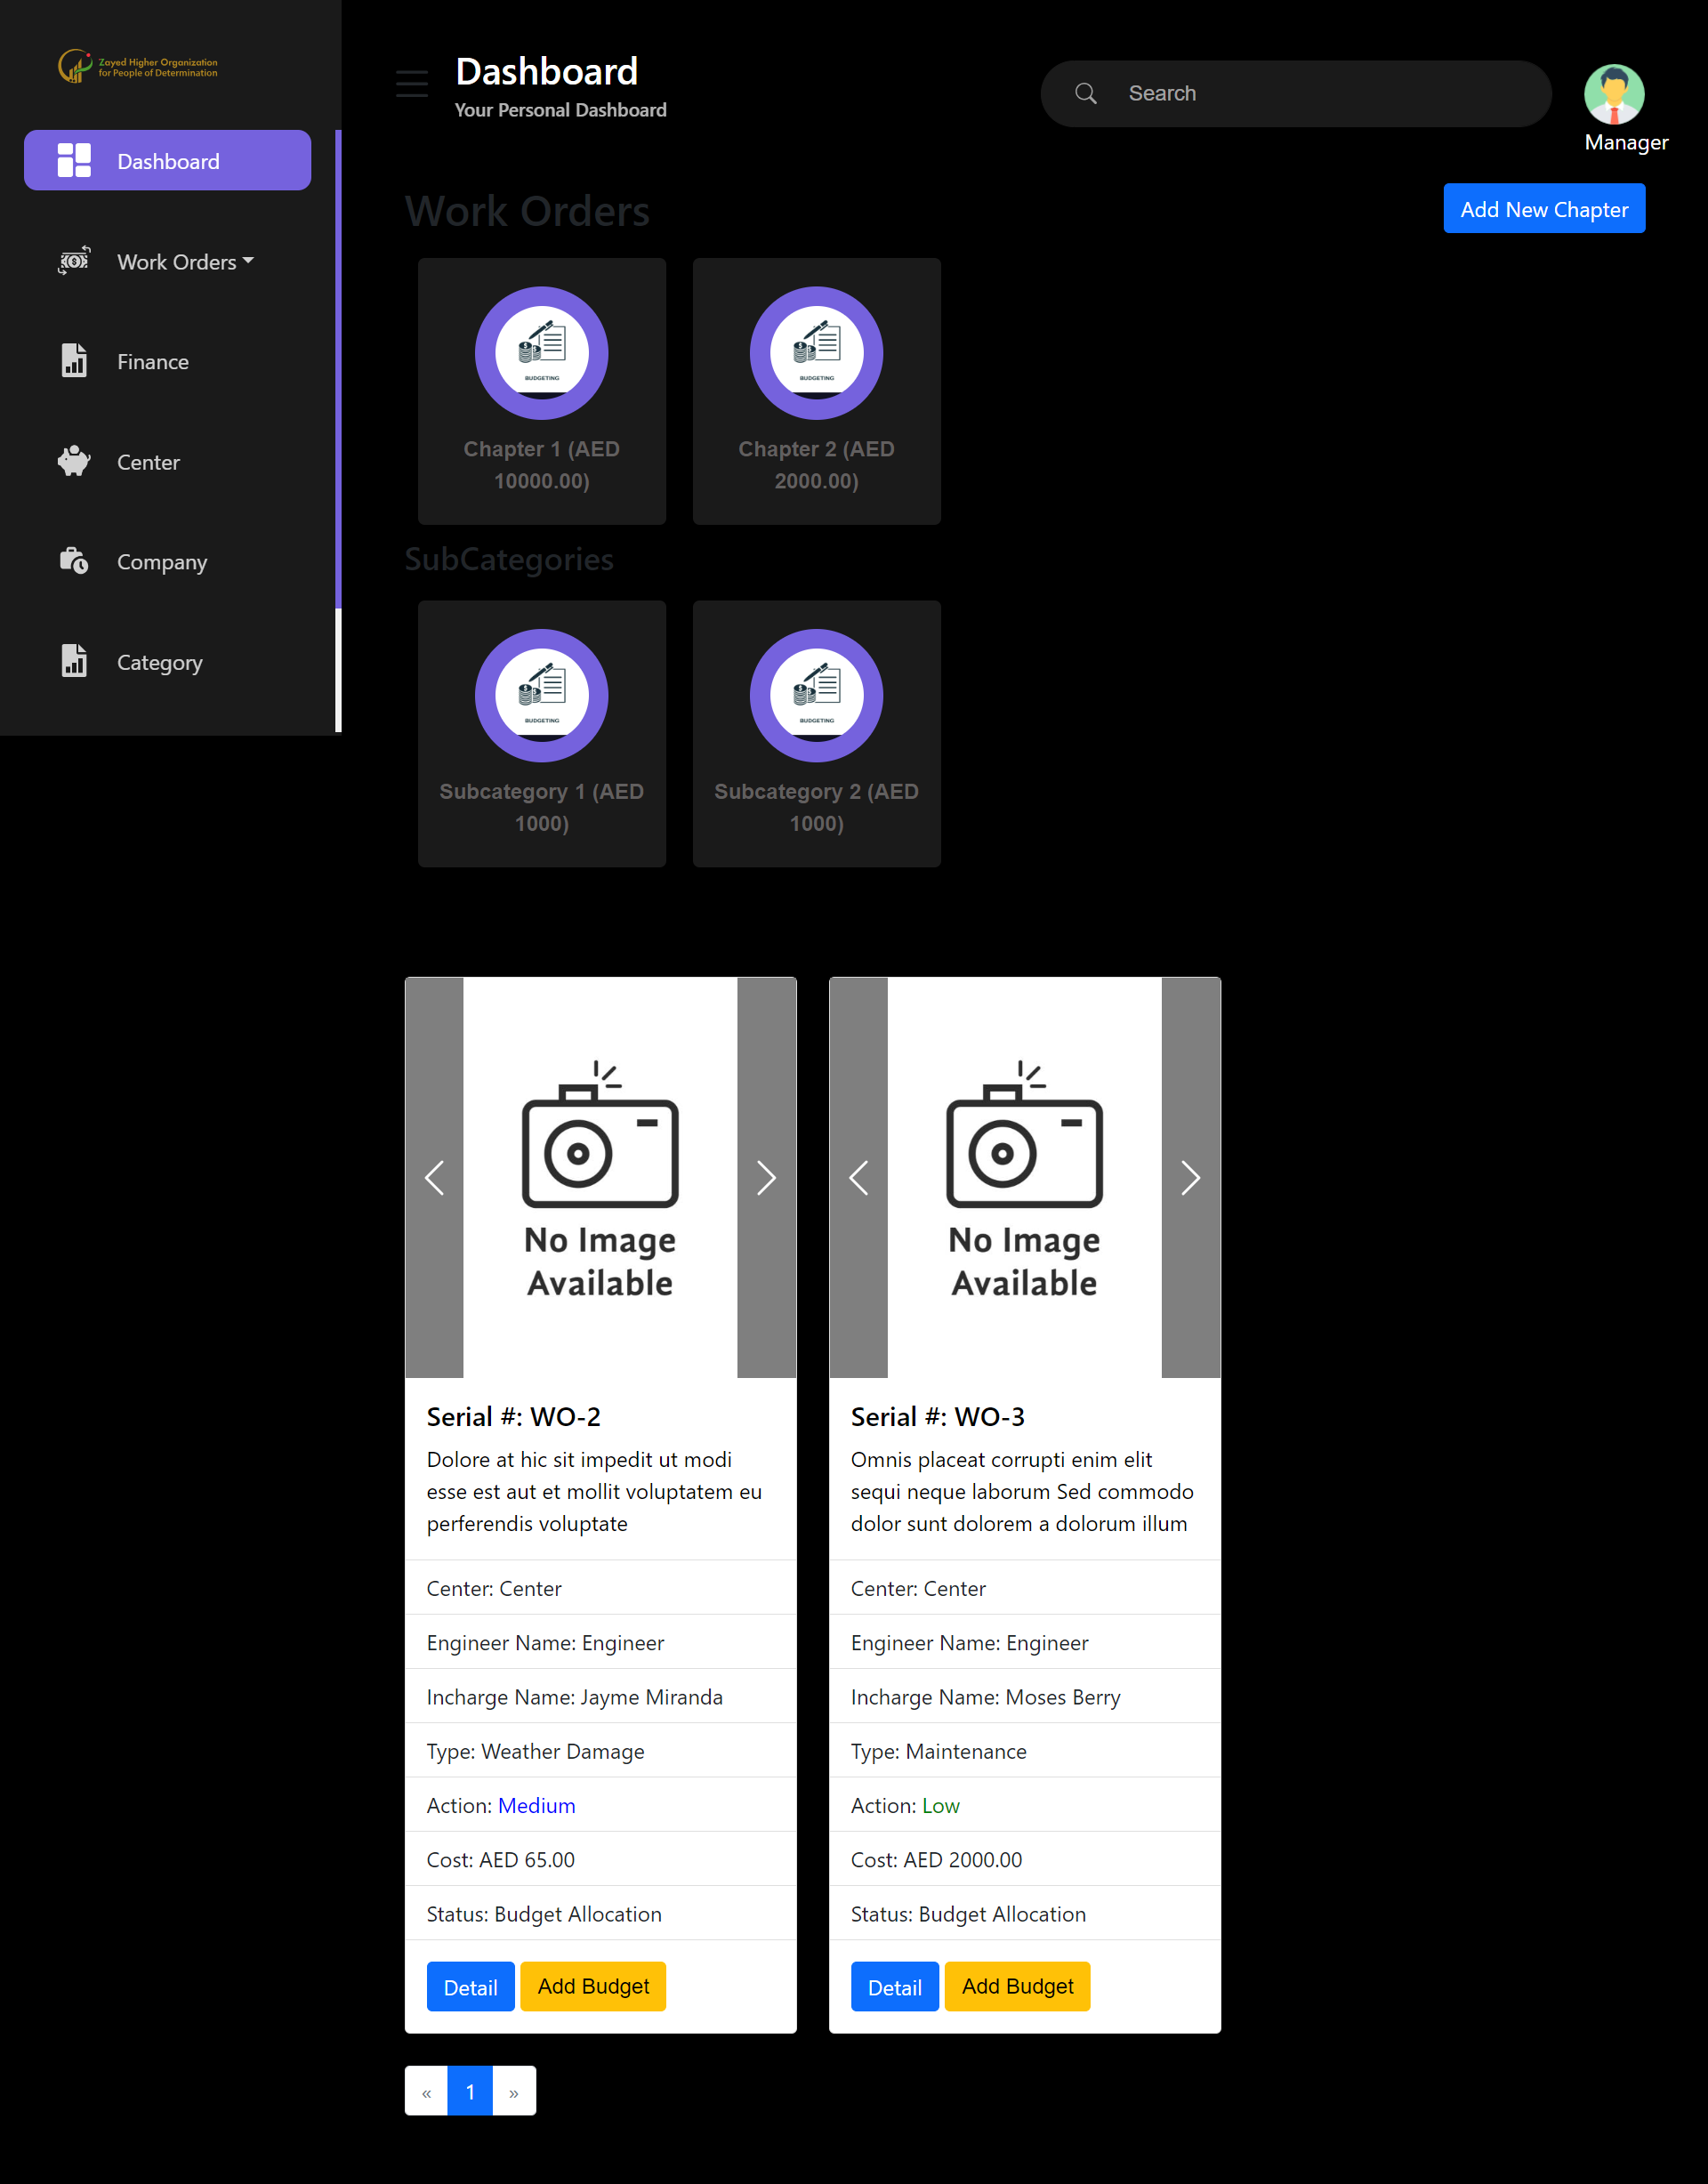 Zayed Higher Organization
for People of Determination
Dashboard
Work Orders
Finance
Center
Company
Category
Dashboard
Your Personal Dashboard
Search
Manager
Work Orders
Add New Chapter
BUDGETING
BUDGETING
Chapter 1 (AED
10000.00)
Chapter 2 (AED
2000.00)
SubCategories
BUDGETING
BUDGETING
Subcategory 1 (AED
1000)
Subcategory 2 (AED
1000)
No Image
Available
Serial #: WO-2
Dolore at hic sit impedit ut modi
esse est aut et mollit voluptatem eu
perferendis voluptate
Center: Center
Engineer Name: Engineer
Incharge Name: Jayme Miranda
Type: Weather Damage
Action: Medium
Cost: AED 65.00
Status: Budget Allocation
Detail
Add Budget
No Image
Available
Serial #: WO-3
Omnis placeat corrupti enim elit
sequi neque laborum Sed commodo
dolor sunt dolorem a dolorum illum
Center: Center
Engineer Name: Engineer
Incharge Name: Moses Berry
Type: Maintenance
Action: Low
Cost: AED 2000.00
Status: Budget Allocation
Detail
Add Budget
« 1 »